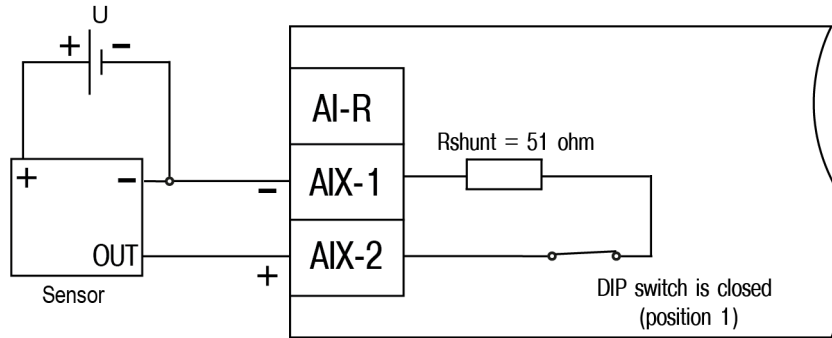 U
+ −
AI-R
Rshunt = 51 ohm
+ −
− AIX-1
OUT
+ AIX-2
Sensor
DIP switch is closed
(position 1)